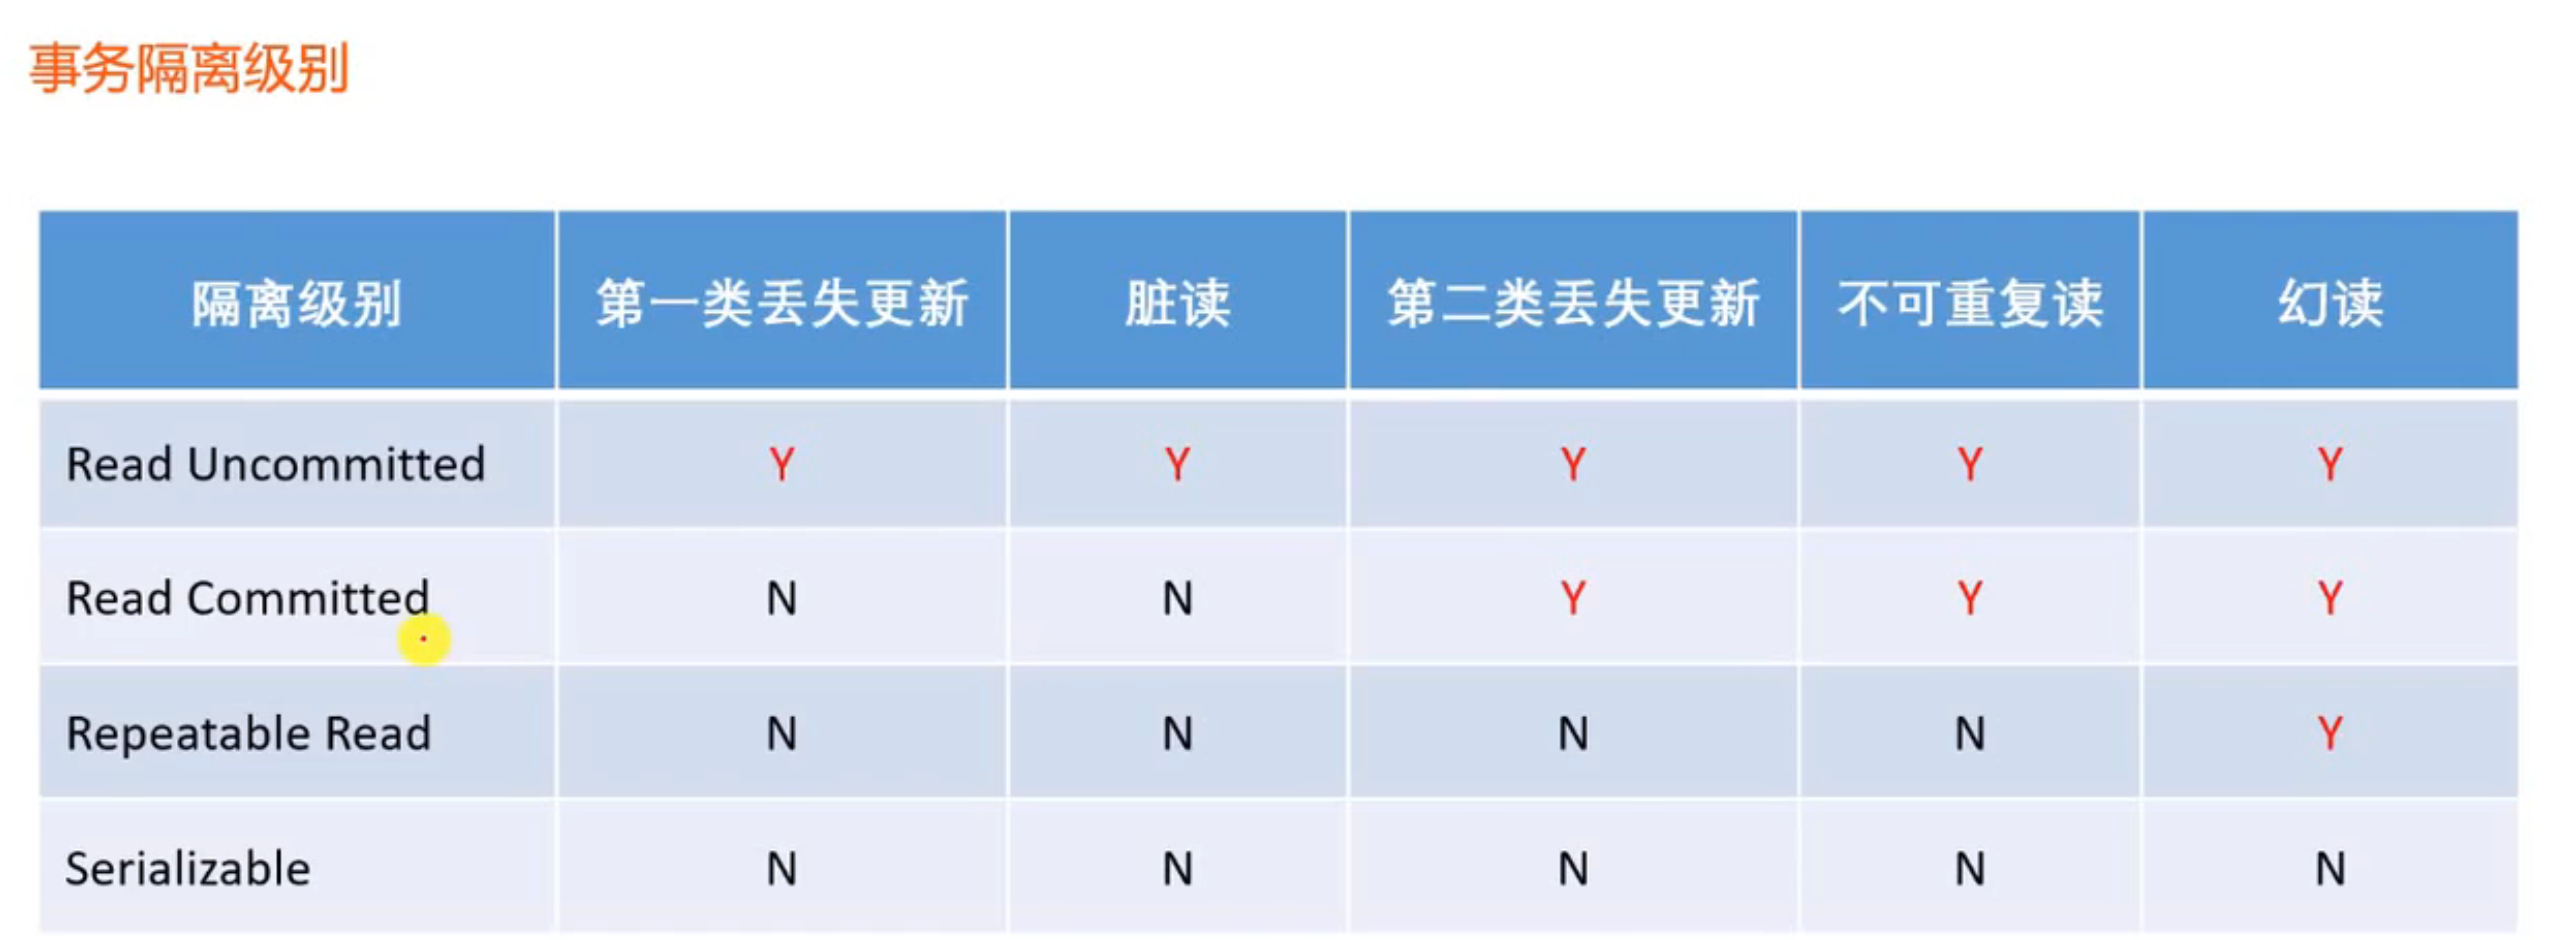 事务隔离级别
隔离级别 第一类丢失更新 脏读 第二类丢失更新 不可重复读 幻读
Read Uncommitted Y Y Y Y Y
Read Committed N N Y Y Y
Repeatable Read N N N N Y
Serializable N N N N N